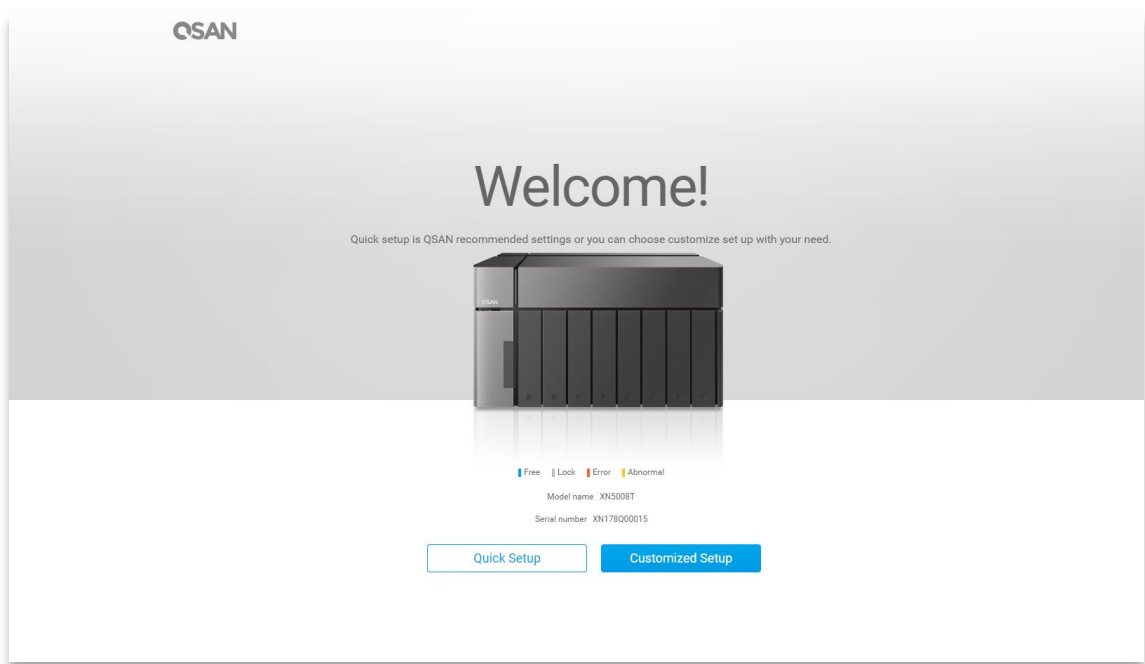 QSAN
Welcome!
Quick setup is QSAN recommended settings or you can choose customize set up with your need.
QSAN
Free Lock Error Abnormal
Model name XN5008T
Serial number XN178Q00015
Quick Setup Customized Setup